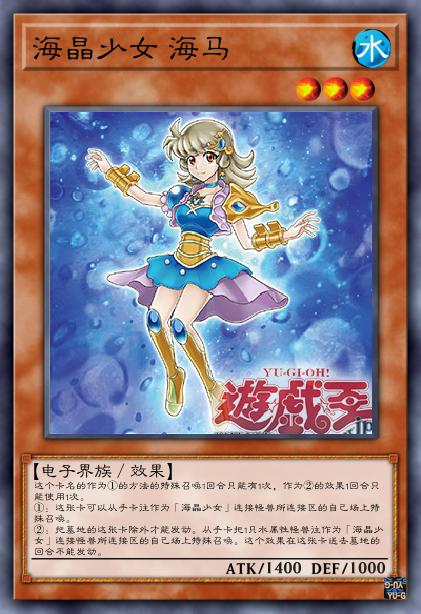 海晶少女 海马
水
YU-GI-OH!
遊戯王
.jp
【电子界族/效果】
这个卡名的作为①的方法的特殊召唤1回合只能有1次，作为②的效果1回合只
能使用1次。
①：这张卡可以从手卡注作为「海晶少女」连接怪兽所连接区的自己场上特
殊召唤。
②：把墓地的这张卡除外才能发动。从手卡把1只水属性怪兽注作为「海晶少
女」连接怪兽所连接区的自己场上特殊召唤。这个效果在这张卡送去墓地的
回合不能发动。
ATK/1400 DEF/1000